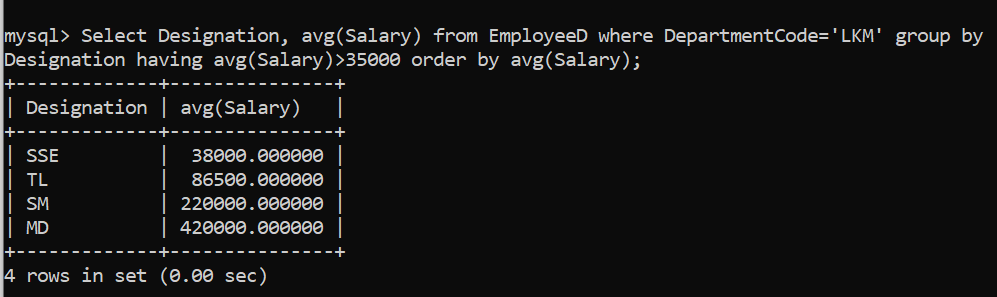 mysql> Select Designation, avg(Salary) from EmployeeD where DepartmentCode='LKM' group by
Designation having avg(Salary)>35000 order by avg(Salary);
+-------------+---------------+
| Designation | avg(Salary)   |
+-------------+---------------+
| SSE         |  38000.000000 |
| TL          |  86500.000000 |
| SM          | 220000.000000 |
| MD          | 420000.000000 |
+-------------+---------------+
4 rows in set (0.00 sec)